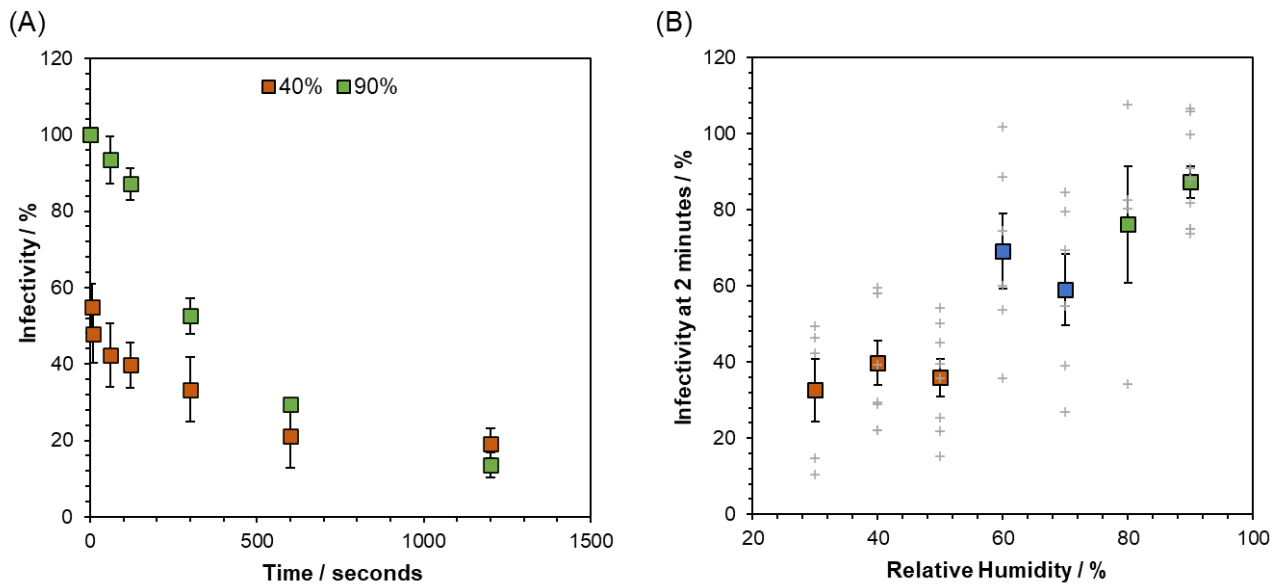 (A)
120
100
80
60
40
20
0
0 500 1000 1500
Infectivity / %
Time / seconds
40% 90%
(B)
120
100
80
60
40
20
0
20 40 60 80 100
Infectivity at 2 minutes / %
Relative Humidity / %